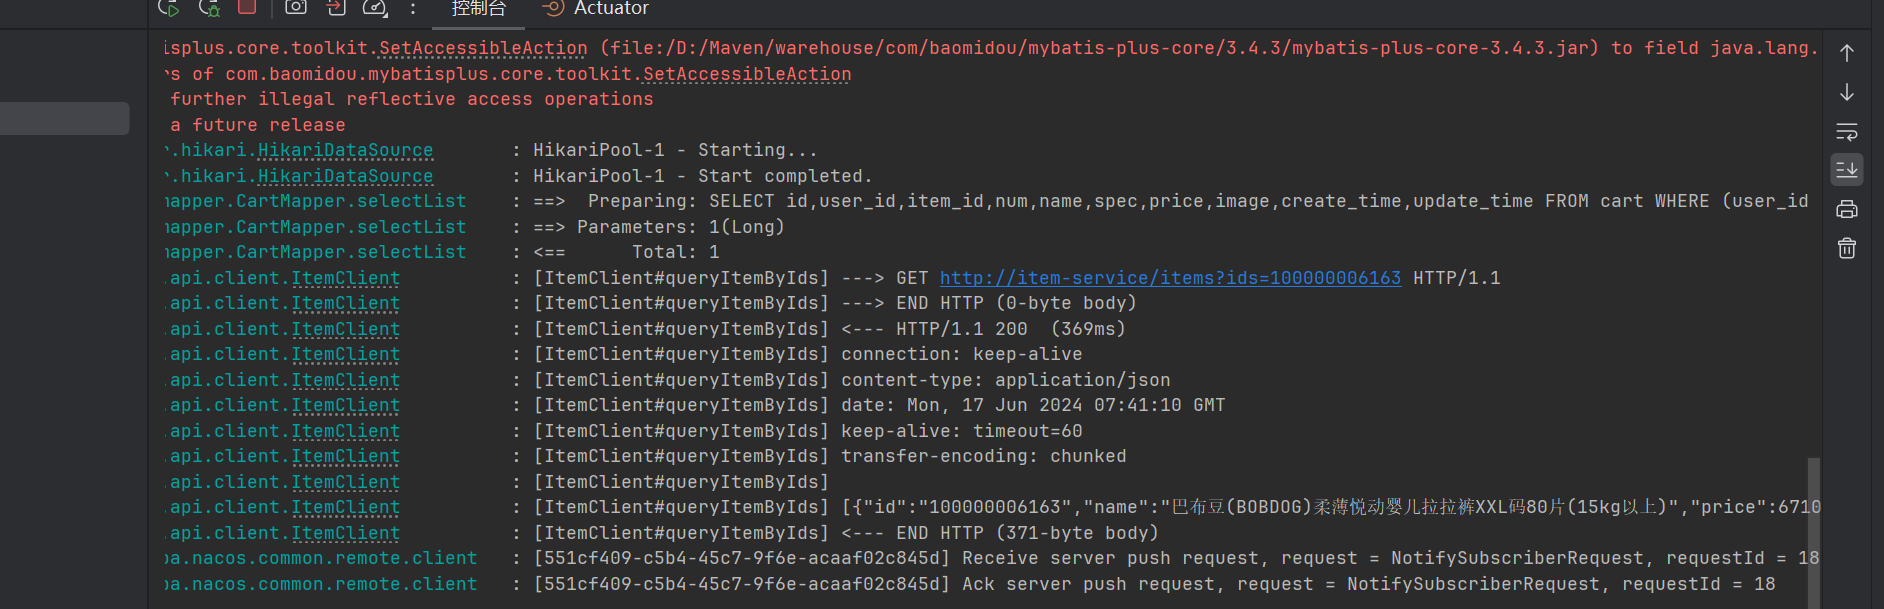 控制台 Actuator
isplus.core.toolkit.SetAccessibleAction (file:/D:/Maven/warehouse/com/baomidou/mybatis-plus-core/3.4.3/mybatis-plus-core-3.4.3.jar) to field java.lang.
s of com.baomidou.mybatisplus.core.toolkit.SetAccessibleAction
further illegal reflective access operations
a future release
.hikari.HikariDataSource : HikariPool-1 - Starting...
.hikari.HikariDataSource : HikariPool-1 - Start completed.
mapper.CartMapper.selectList : ==>  Preparing: SELECT id,user_id,item_id,num,name,spec,price,image,create_time,update_time FROM cart WHERE (user_id
mapper.CartMapper.selectList : ==> Parameters: 1(Long)
mapper.CartMapper.selectList : <==      Total: 1
.api.client.ItemClient : [ItemClient#queryItemByIds] ---> GET http://item-service/items?ids=100000006163 HTTP/1.1
.api.client.ItemClient : [ItemClient#queryItemByIds] ---> END HTTP (0-byte body)
.api.client.ItemClient : [ItemClient#queryItemByIds] <--- HTTP/1.1 200  (369ms)
.api.client.ItemClient : [ItemClient#queryItemByIds] connection: keep-alive
.api.client.ItemClient : [ItemClient#queryItemByIds] content-type: application/json
.api.client.ItemClient : [ItemClient#queryItemByIds] date: Mon, 17 Jun 2024 07:41:10 GMT
.api.client.ItemClient : [ItemClient#queryItemByIds] keep-alive: timeout=60
.api.client.ItemClient : [ItemClient#queryItemByIds] transfer-encoding: chunked
.api.client.ItemClient : [ItemClient#queryItemByIds]
.api.client.ItemClient : [ItemClient#queryItemByIds] [{"id":"100000006163","name":"巴布豆(BOBDOG)柔薄悦动婴儿拉拉裤XXL码80片(15kg以上)","price":6710
.api.client.ItemClient : [ItemClient#queryItemByIds] <--- END HTTP (371-byte body)
ba.nacos.common.remote.client : [551cf409-c5b4-45c7-9f6e-acaaf02c845d] Receive server push request, request = NotifySubscriberRequest, requestId = 18
ba.nacos.common.remote.client : [551cf409-c5b4-45c7-9f6e-acaaf02c845d] Ack server push request, request = NotifySubscriberRequest, requestId = 18